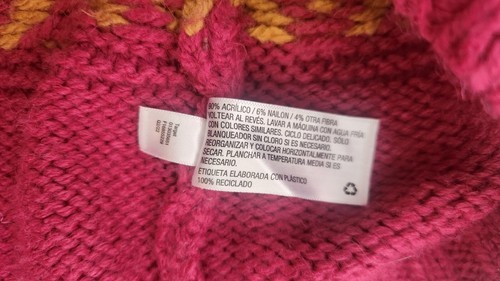 90% ACRÍLICO / 6% NAILON / 4% OTRA FIBRA
VOLTEAR AL REVÉS. LAVAR A MÁQUINA CON AGUA FRÍA
CON COLORES SIMILARES. CICLO DELICADO. SÓLO
BLANQUEADOR SIN CLORO SI ES NECESARIO.
REORGANIZAR Y COLOCAR HORIZONTALMENTE PARA
SECAR. PLANCHAR A TEMPERATURA MEDIA SI ES
NECESARIO.
ETIQUETA ELABORADA CON PLÁSTICO
100% RECICLADO